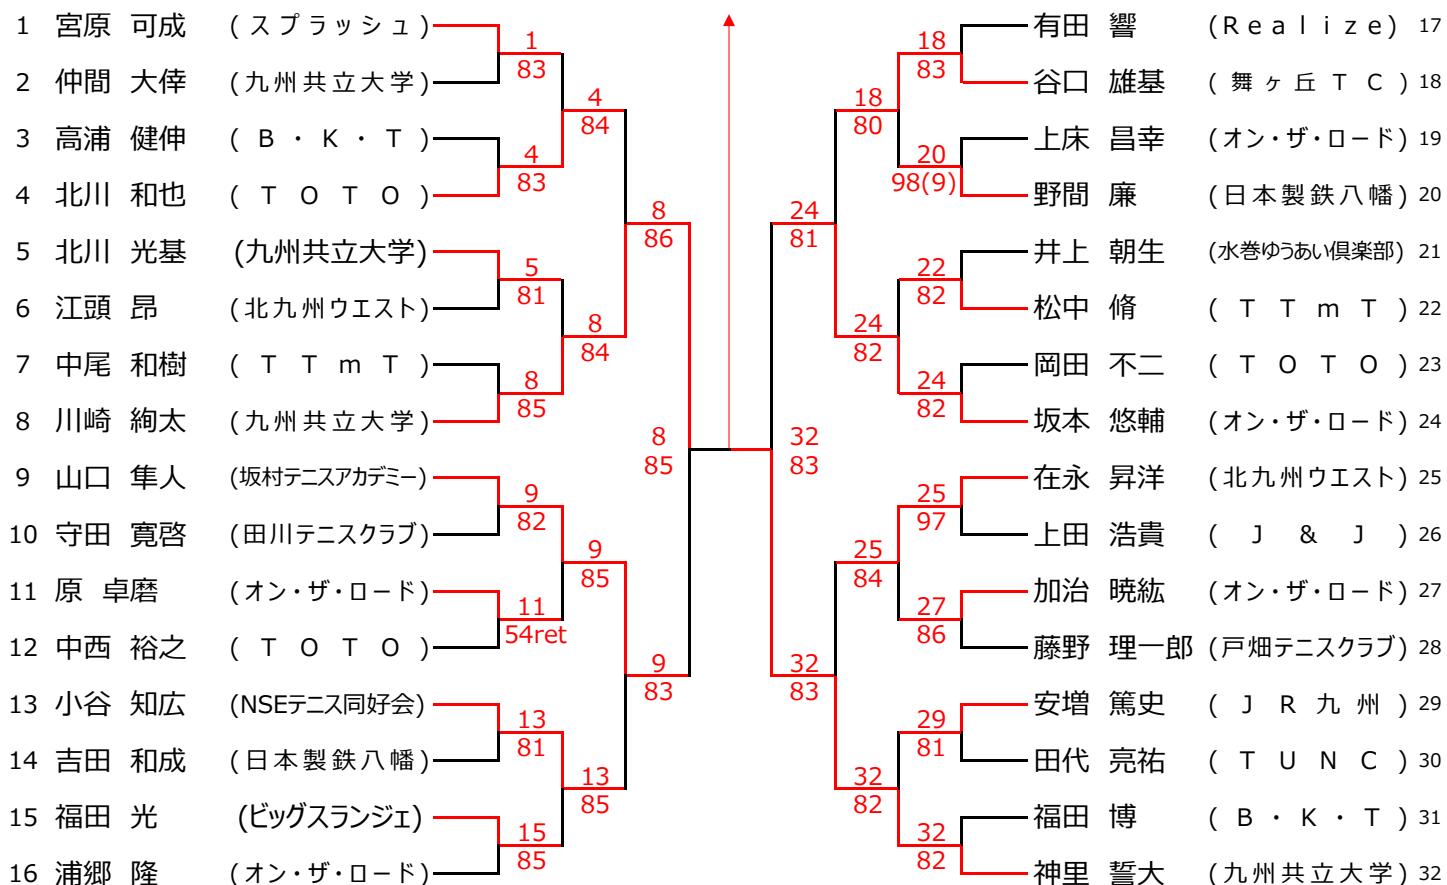 1 宮原 可成 (スプラッシュ)
1
83
2 仲間 大倖 (九州共立大学)
4
84
3 高浦 健伸 (B・K・T)
4
83
4 北川 和也 (TOTO)
8
86
5 北川 光基 (九州共立大学)
5
81
6 江頭 昂 (北九州ウエスト)
8
84
7 中尾 和樹 (TTmT)
8
85
8 川崎 絢太 (九州共立大学)
8
85
9 山口 隼人 (坂村テニスアカデミー)
9
82
10 守田 寛啓 (田川テニスクラブ)
9
85
11 原 卓磨 (オン・ザ・ロード)
11
54ret
12 中西 裕之 (TOTO)
9
83
13 小谷 知広 (NSEテニス同好会)
13
81
14 吉田 和成 (日本製鉄八幡)
13
85
15 福田 光 (ビッグスランジェ)
15
85
16 浦郷 隆 (オン・ザ・ロード)
有田 響 (Realize) 17
18
83
谷口 雄基 (舞ヶ丘TC) 18
18
80
上床 昌幸 (オン・ザ・ロード) 19
20
98(9)
野間 廉 (日本製鉄八幡) 20
24
81
井上 朝生 (水巻ゆうあい倶楽部) 21
22
82
松中 脩 (TTmT) 22
24
82
岡田 不二 (TOTO) 23
24
82
坂本 悠輔 (オン・ザ・ロード) 24
32
83
在永 昇洋 (北九州ウエスト) 25
25
97
上田 浩貴 (J&J) 26
25
84
加治 暁紘 (オン・ザ・ロード) 27
27
86
藤野 理一郎 (戸畑テニスクラブ) 28
32
83
安増 篤史 (JR九州) 29
29
81
田代 亮祐 (TUNC) 30
32
82
福田 博 (B・K・T) 31
32
82
神里 誓大 (九州共立大学) 32